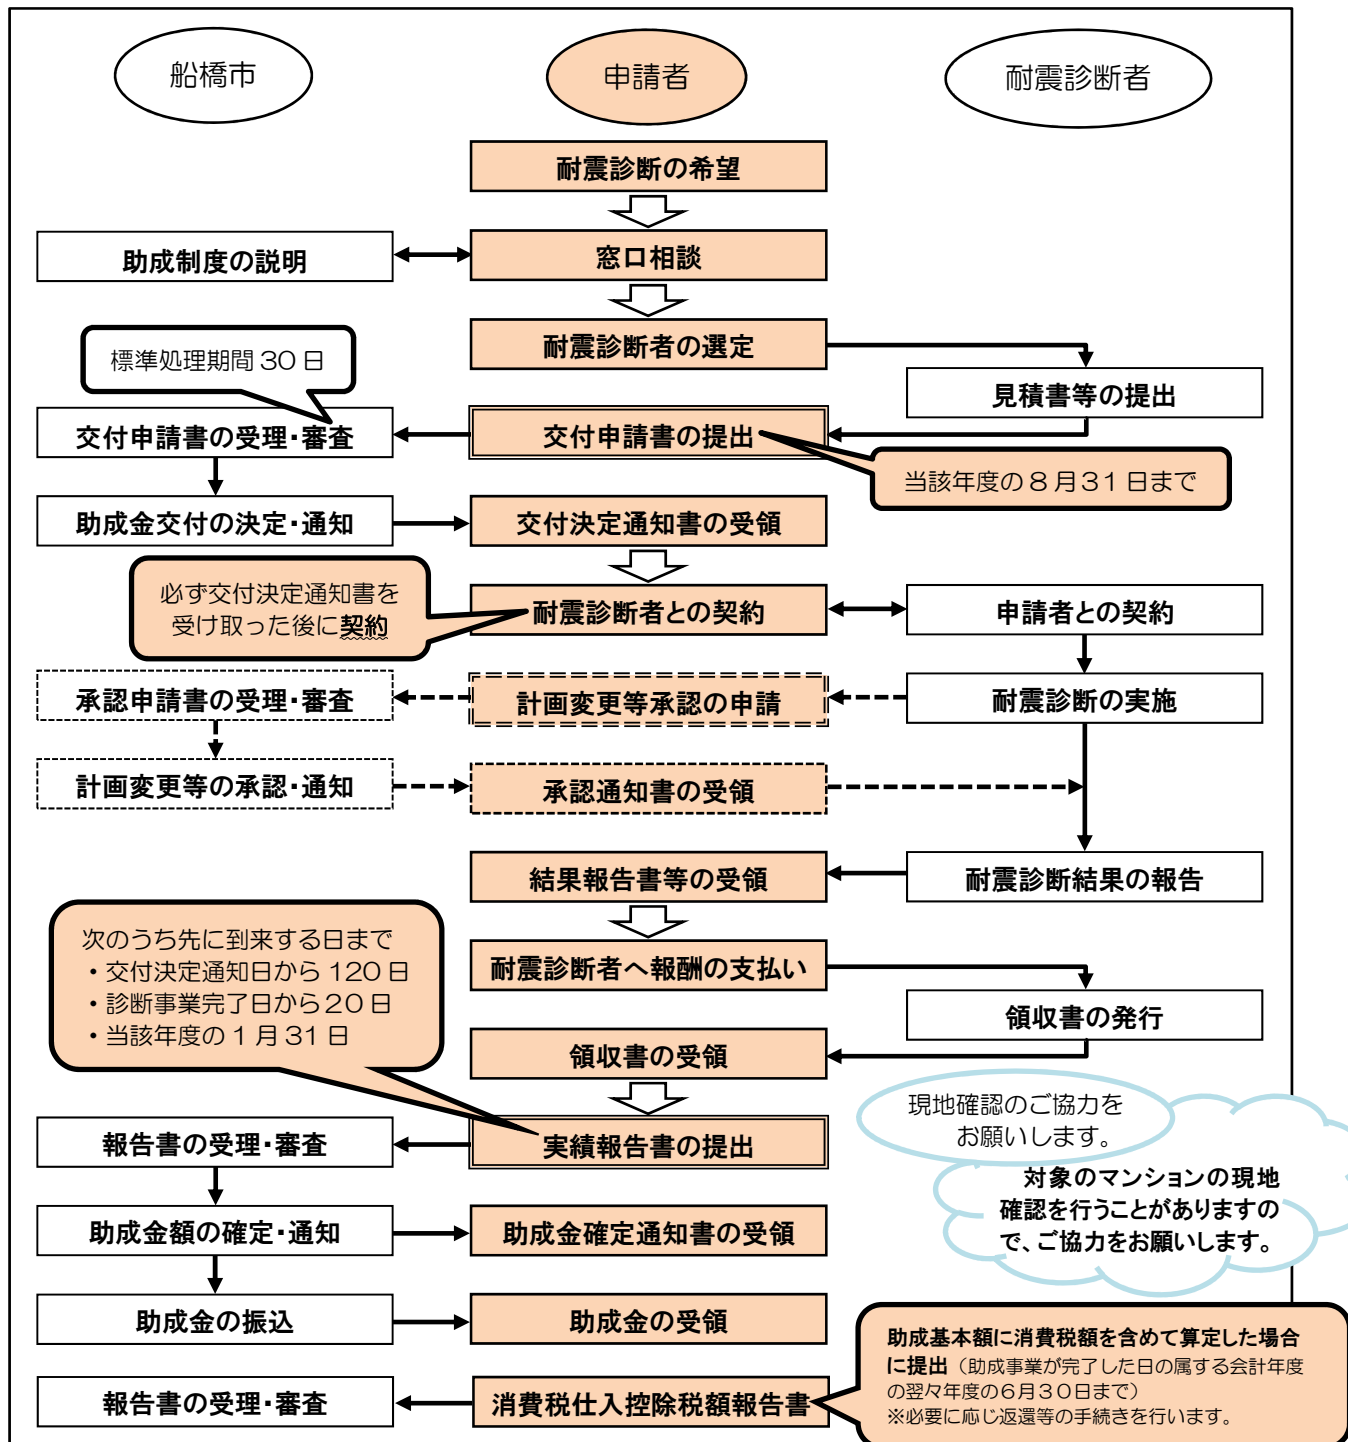 船橋市
申請者
耐震診断者
耐震診断の希望
助成制度の説明
窓口相談
耐震診断者の選定
標準処理期間30日
見積書等の提出
交付申請書の受理・審査
交付申請書の提出
当該年度の8月31日まで
助成金交付の決定・通知
交付決定通知書の受領
必ず交付決定通知書を
受け取った後に契約
耐震診断者との契約
申請者との契約
承認申請書の受理・審査
計画変更等承認の申請
耐震診断の実施
計画変更等の承認・通知
承認通知書の受領
結果報告書等の受領
耐震診断結果の報告
次のうち先に到来する日まで
・交付決定通知日から120日
・診断事業完了日から20日
・当該年度の1月31日
耐震診断者へ報酬の支払い
領収書の発行
領収書の受領
現地確認のご協力を
お願いします。
報告書の受理・審査
実績報告書の提出
対象のマンションの現地
確認を行うことがありますの
で、ご協力をお願いします。
助成金額の確定・通知
助成金確定通知書の受領
助成金の振込
助成金の受領
助成基本額に消費税額を含めて算定した場合
に提出（助成事業が完了した日の属する会計年度
の翌々年度の6月30日まで）
※必要に応じ返還等の手続きを行います。
報告書の受理・審査
消費税仕入控除税額報告書